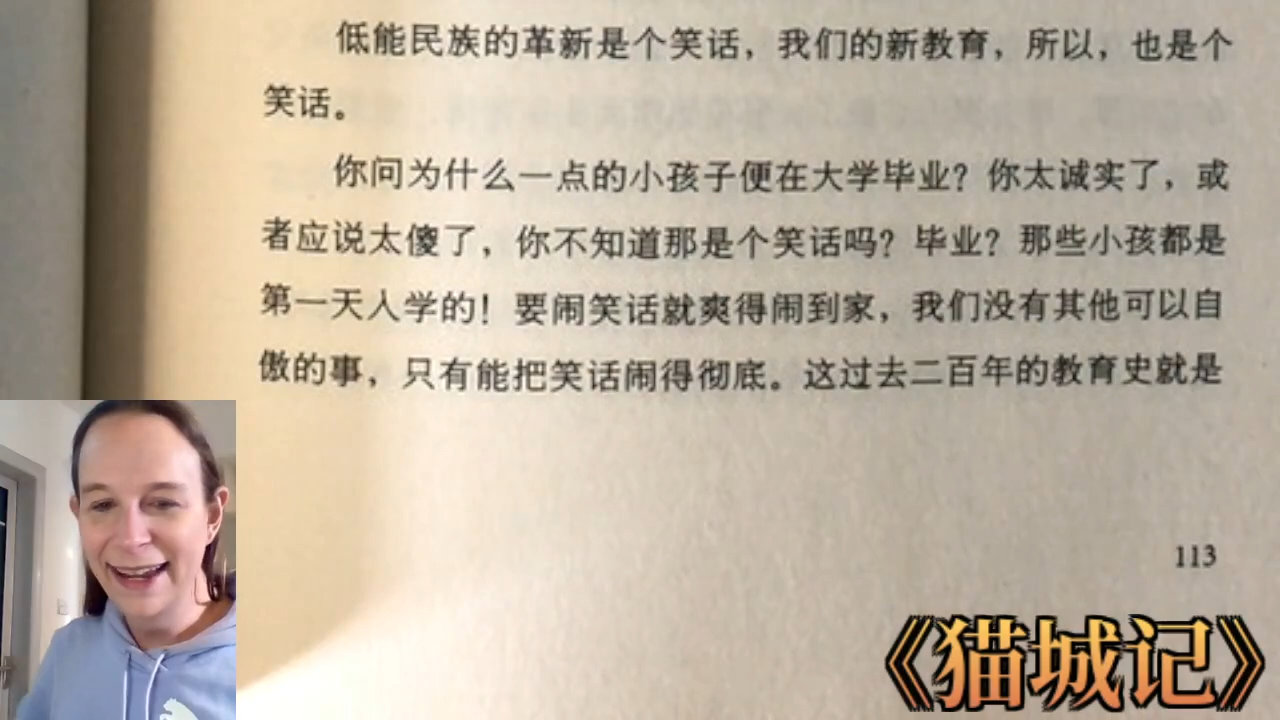 低能民族的革新是个笑话，我们的新教育，所以，也是个
笑话。
你问为什么一点的小孩子便在大学毕业？你太诚实了，或
者应说太傻了，你不知道那是个笑话吗？毕业？那些小孩都是
第一天入学的！要闹笑话就爽得闹到家，我们没有其他可以自
傲的事，只有能把笑话闹得彻底。这过去二百年的教育史就是
113
《猫城记》